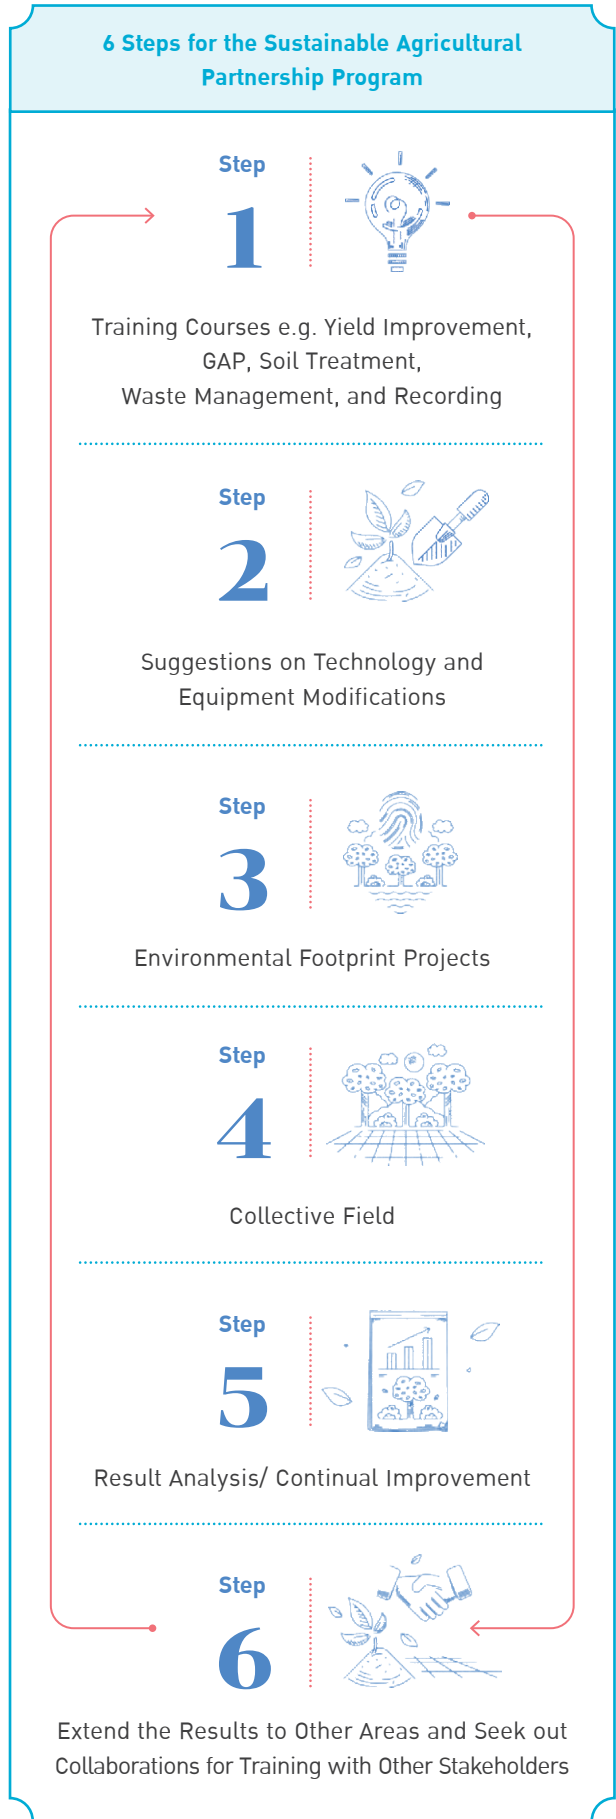 6 Steps for the Sustainable Agricultural
Partnership Program
Step
1
Training Courses e.g. Yield Improvement,
GAP, Soil Treatment,
Waste Management, and Recording
Step
2
Suggestions on Technology and
Equipment Modifications
Step
3
Environmental Footprint Projects
Step
4
Collective Field
Step
5
Result Analysis/ Continual Improvement
Step
6
Extend the Results to Other Areas and Seek out
Collaborations for Training with Other Stakeholders